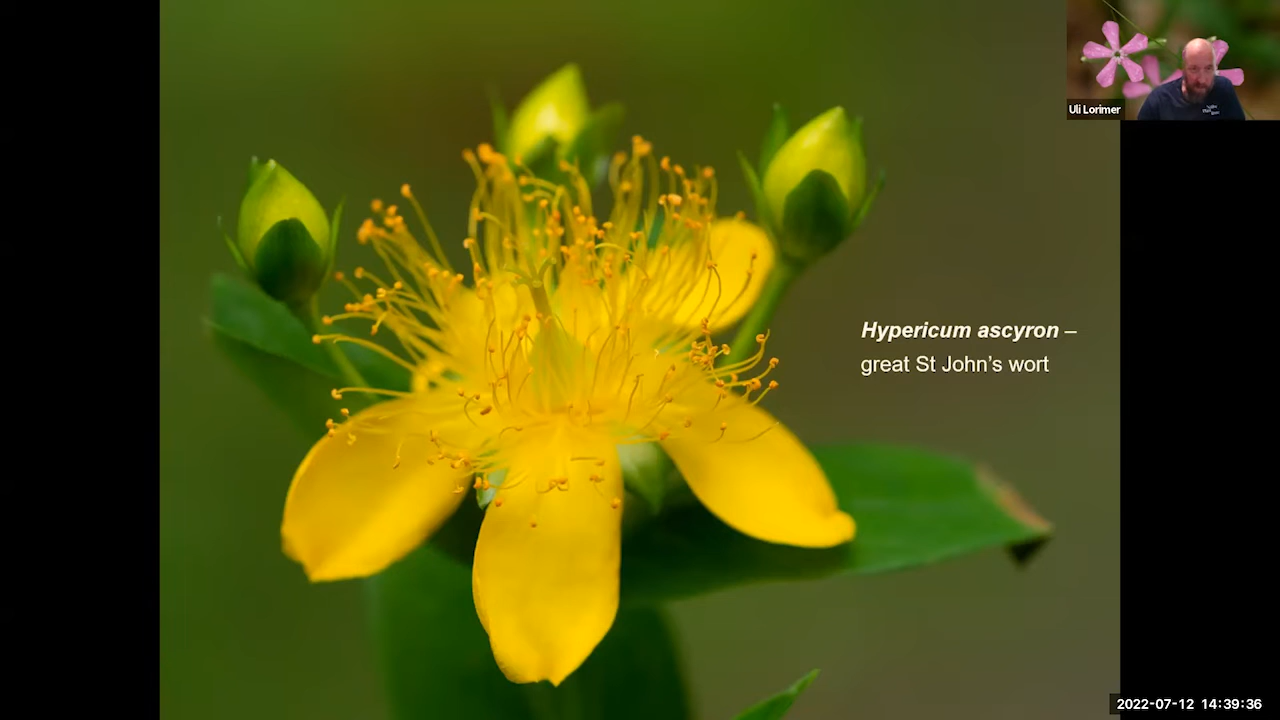 Uli Lorimer
Hypericum ascyron –
great St John's wort
2022-07-12 14:39:36